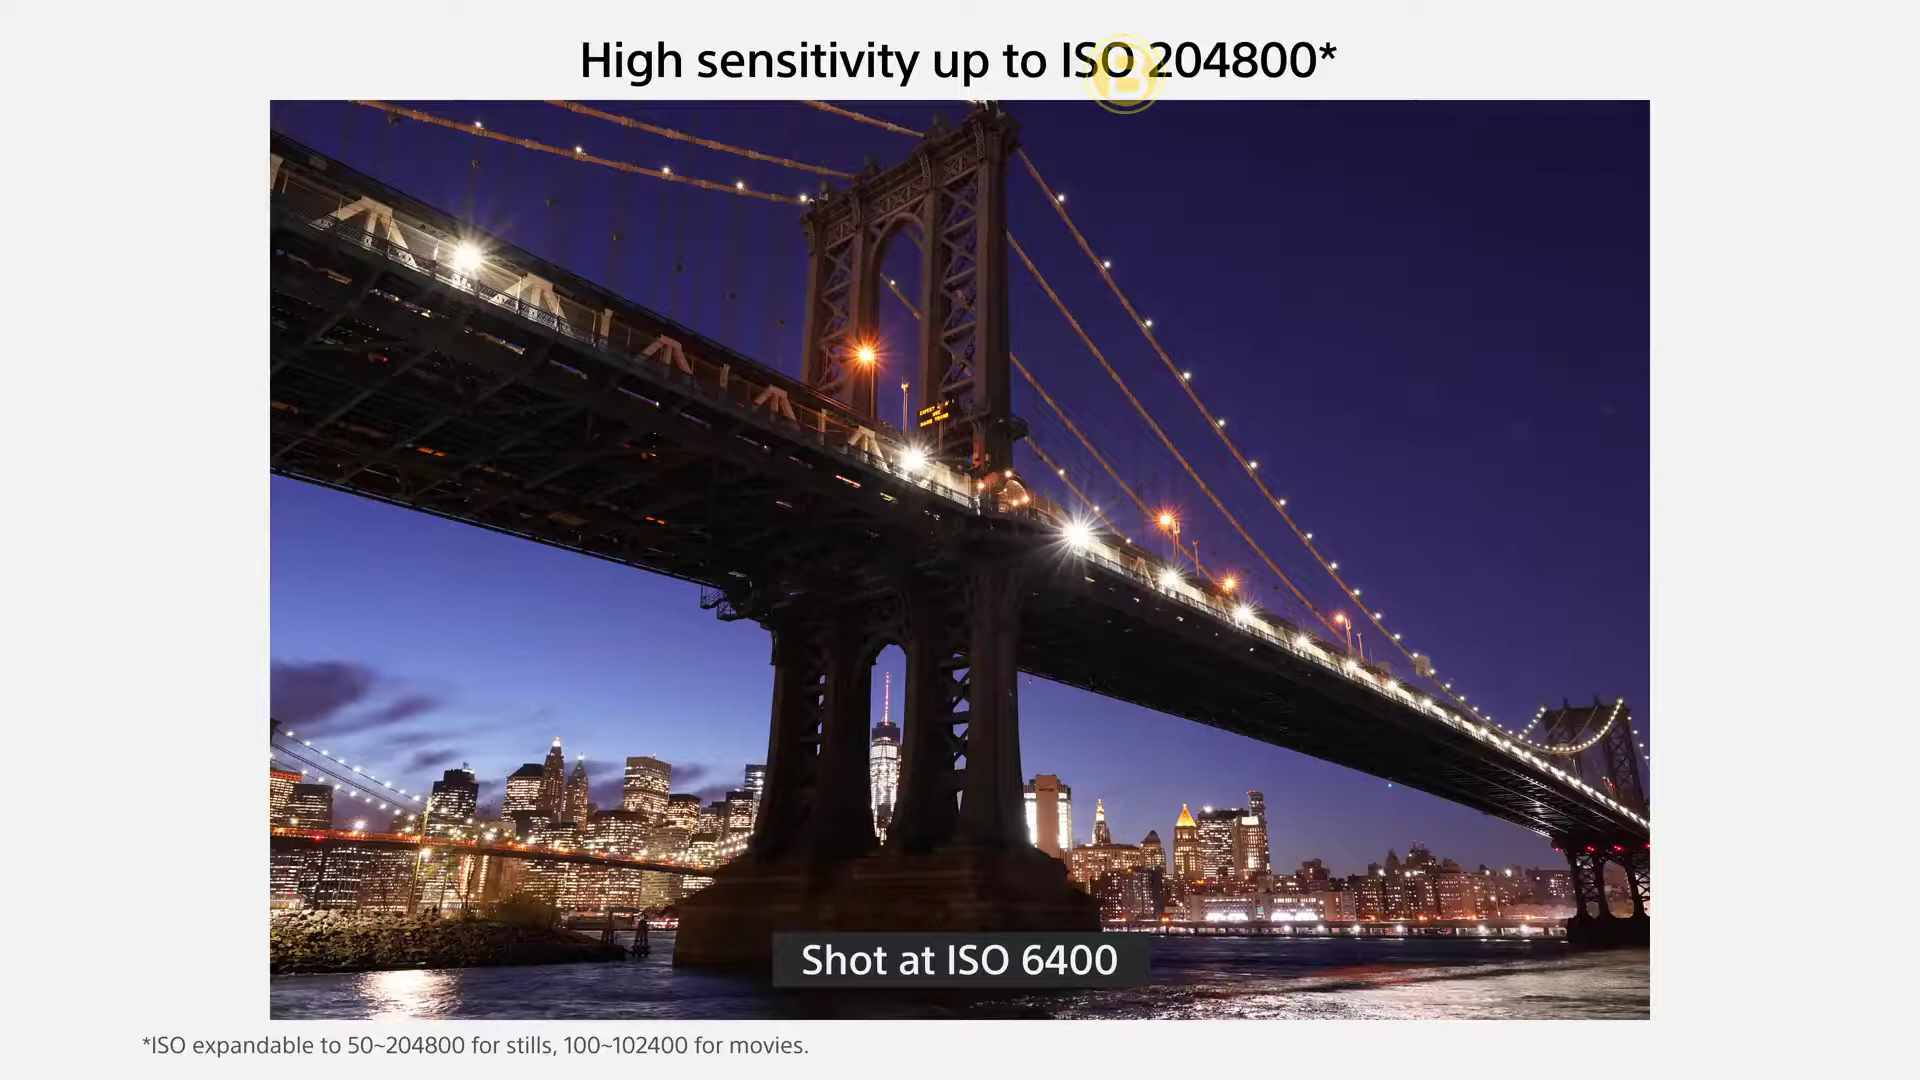 High sensitivity up to ISO 204800*
Shot at ISO 6400
*ISO expandable to 50~204800 for stills, 100~102400 for movies.